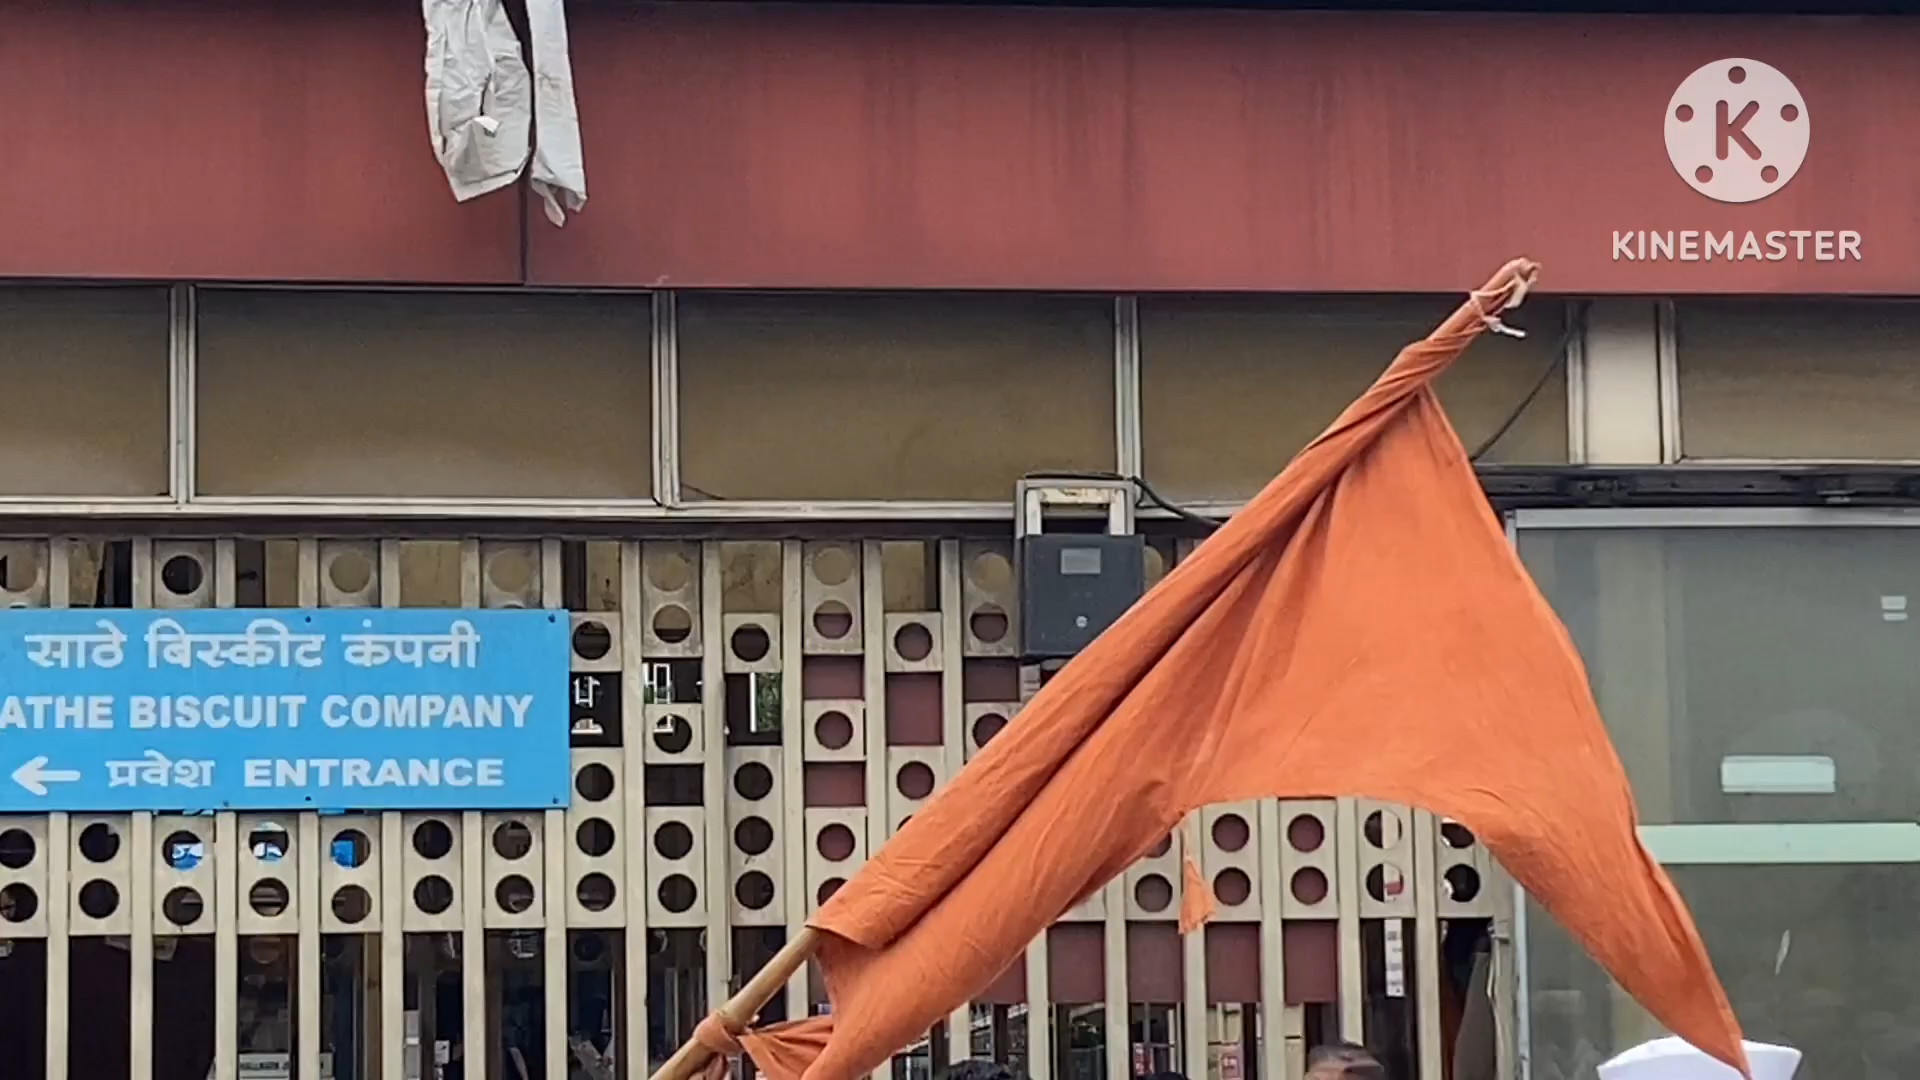 साठे बिस्कीट कंपनी
ATHE BISCUIT COMPANY
← प्रवेश ENTRANCE
K
KINEMASTER